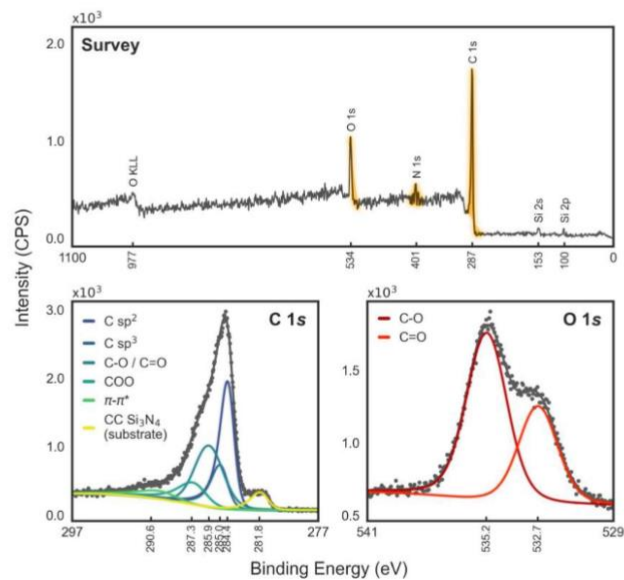 x10³
Survey
2.0
1.0
0.0
O KLL
O 1s
N 1s
C 1s
Si 2s
Si 2p
1100
977
534
401
287
153
100
0
Intensity (CPS)
x10³
C 1s
3.0
2.0
1.0
0.0
C sp²
C sp³
C-O / C=O
COO
π-π*
CC Si₃N₄
(substrate)
297
290.6
287.3
285.9
285.0
284.4
281.8
277
x10³
O 1s
C-O
C=O
1.5
1.0
0.5
541
535.2
532.7
529
Binding Energy (eV)